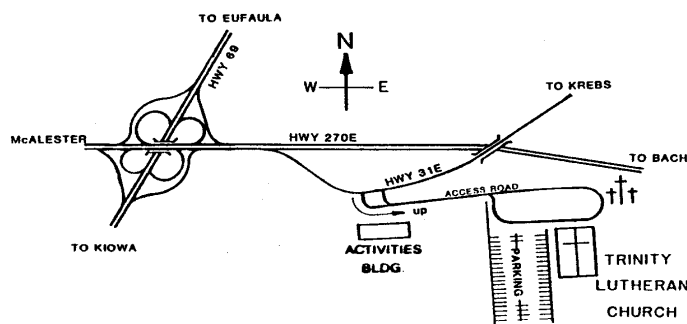 TO EUFAULA
HWY 69
N
W E
TO KREBS
McALESTER
HWY 270E
TO BACH
HWY 31E
ACCESS ROAD
up
TO KIOWA
ACTIVITIES
BLDG.
PARKING
TRINITY
LUTHERAN
CHURCH